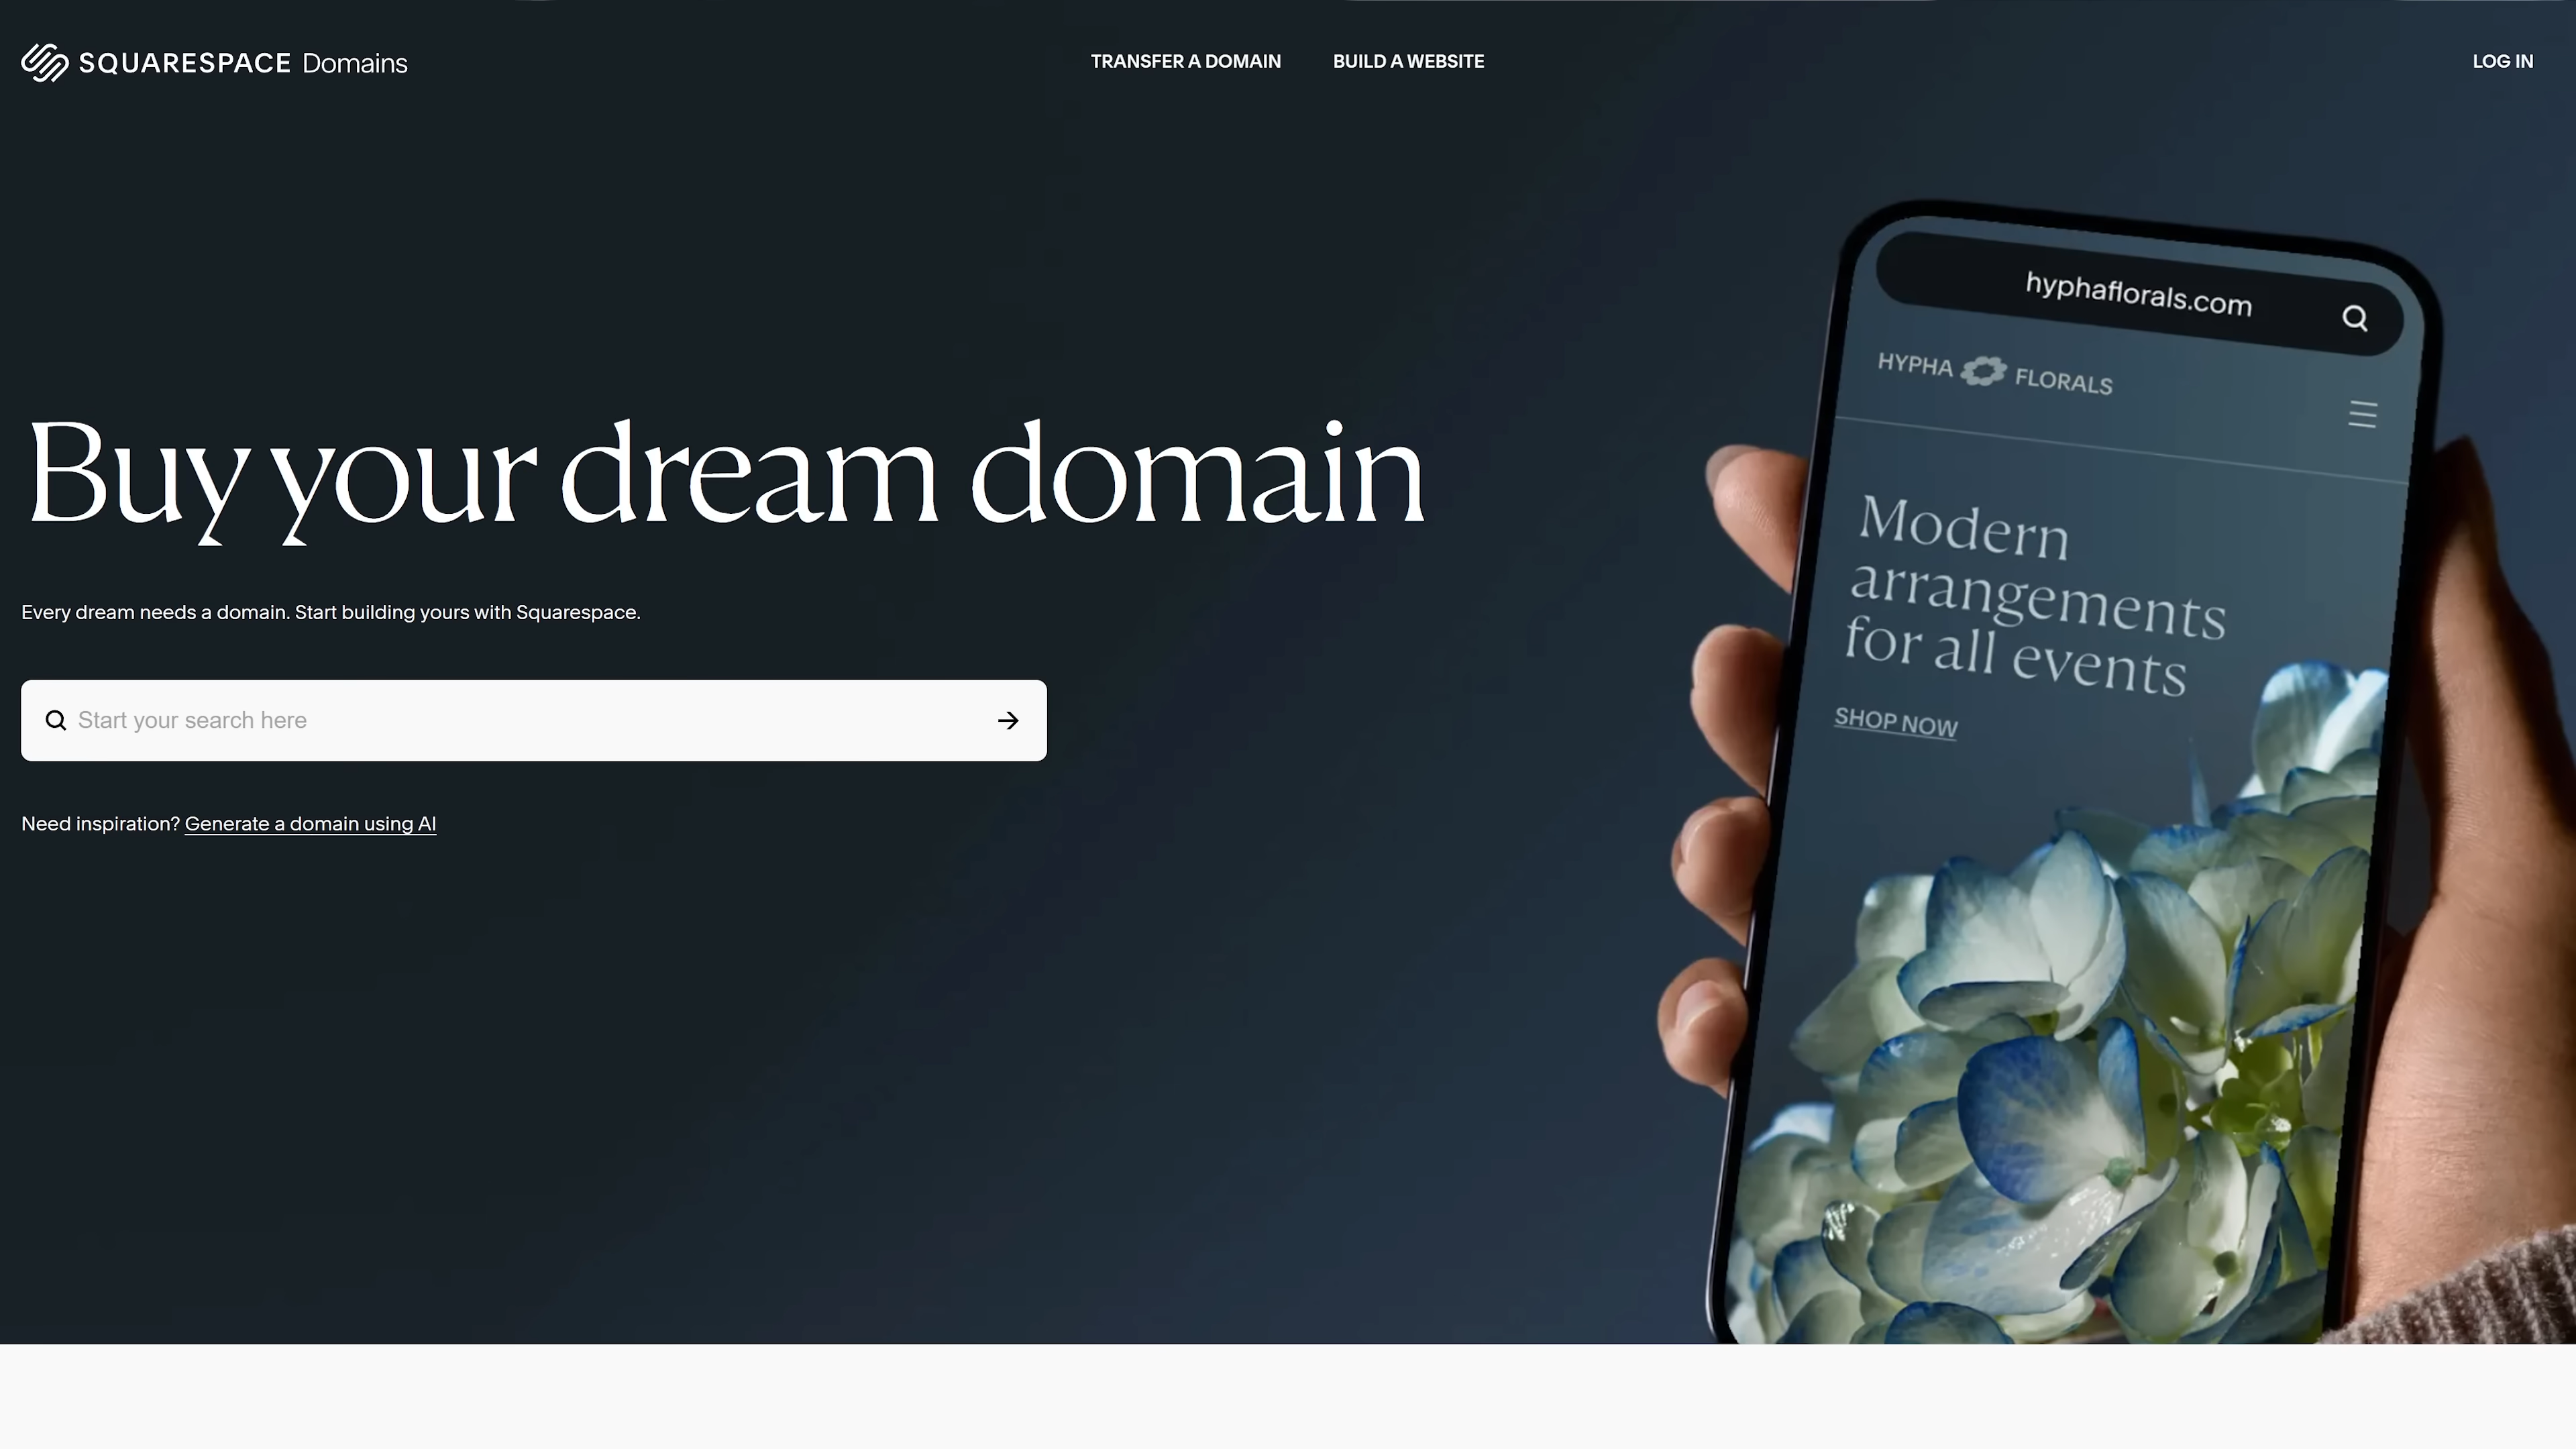 SQUARESPACE Domains
TRANSFER A DOMAIN
BUILD A WEBSITE
LOG IN
Buy your dream domain
Every dream needs a domain. Start building yours with Squarespace.
Start your search here
Need inspiration? Generate a domain using AI
hyphaflorals.com
HYPHA FLORALS
Modern
arrangements
for all events
SHOP NOW